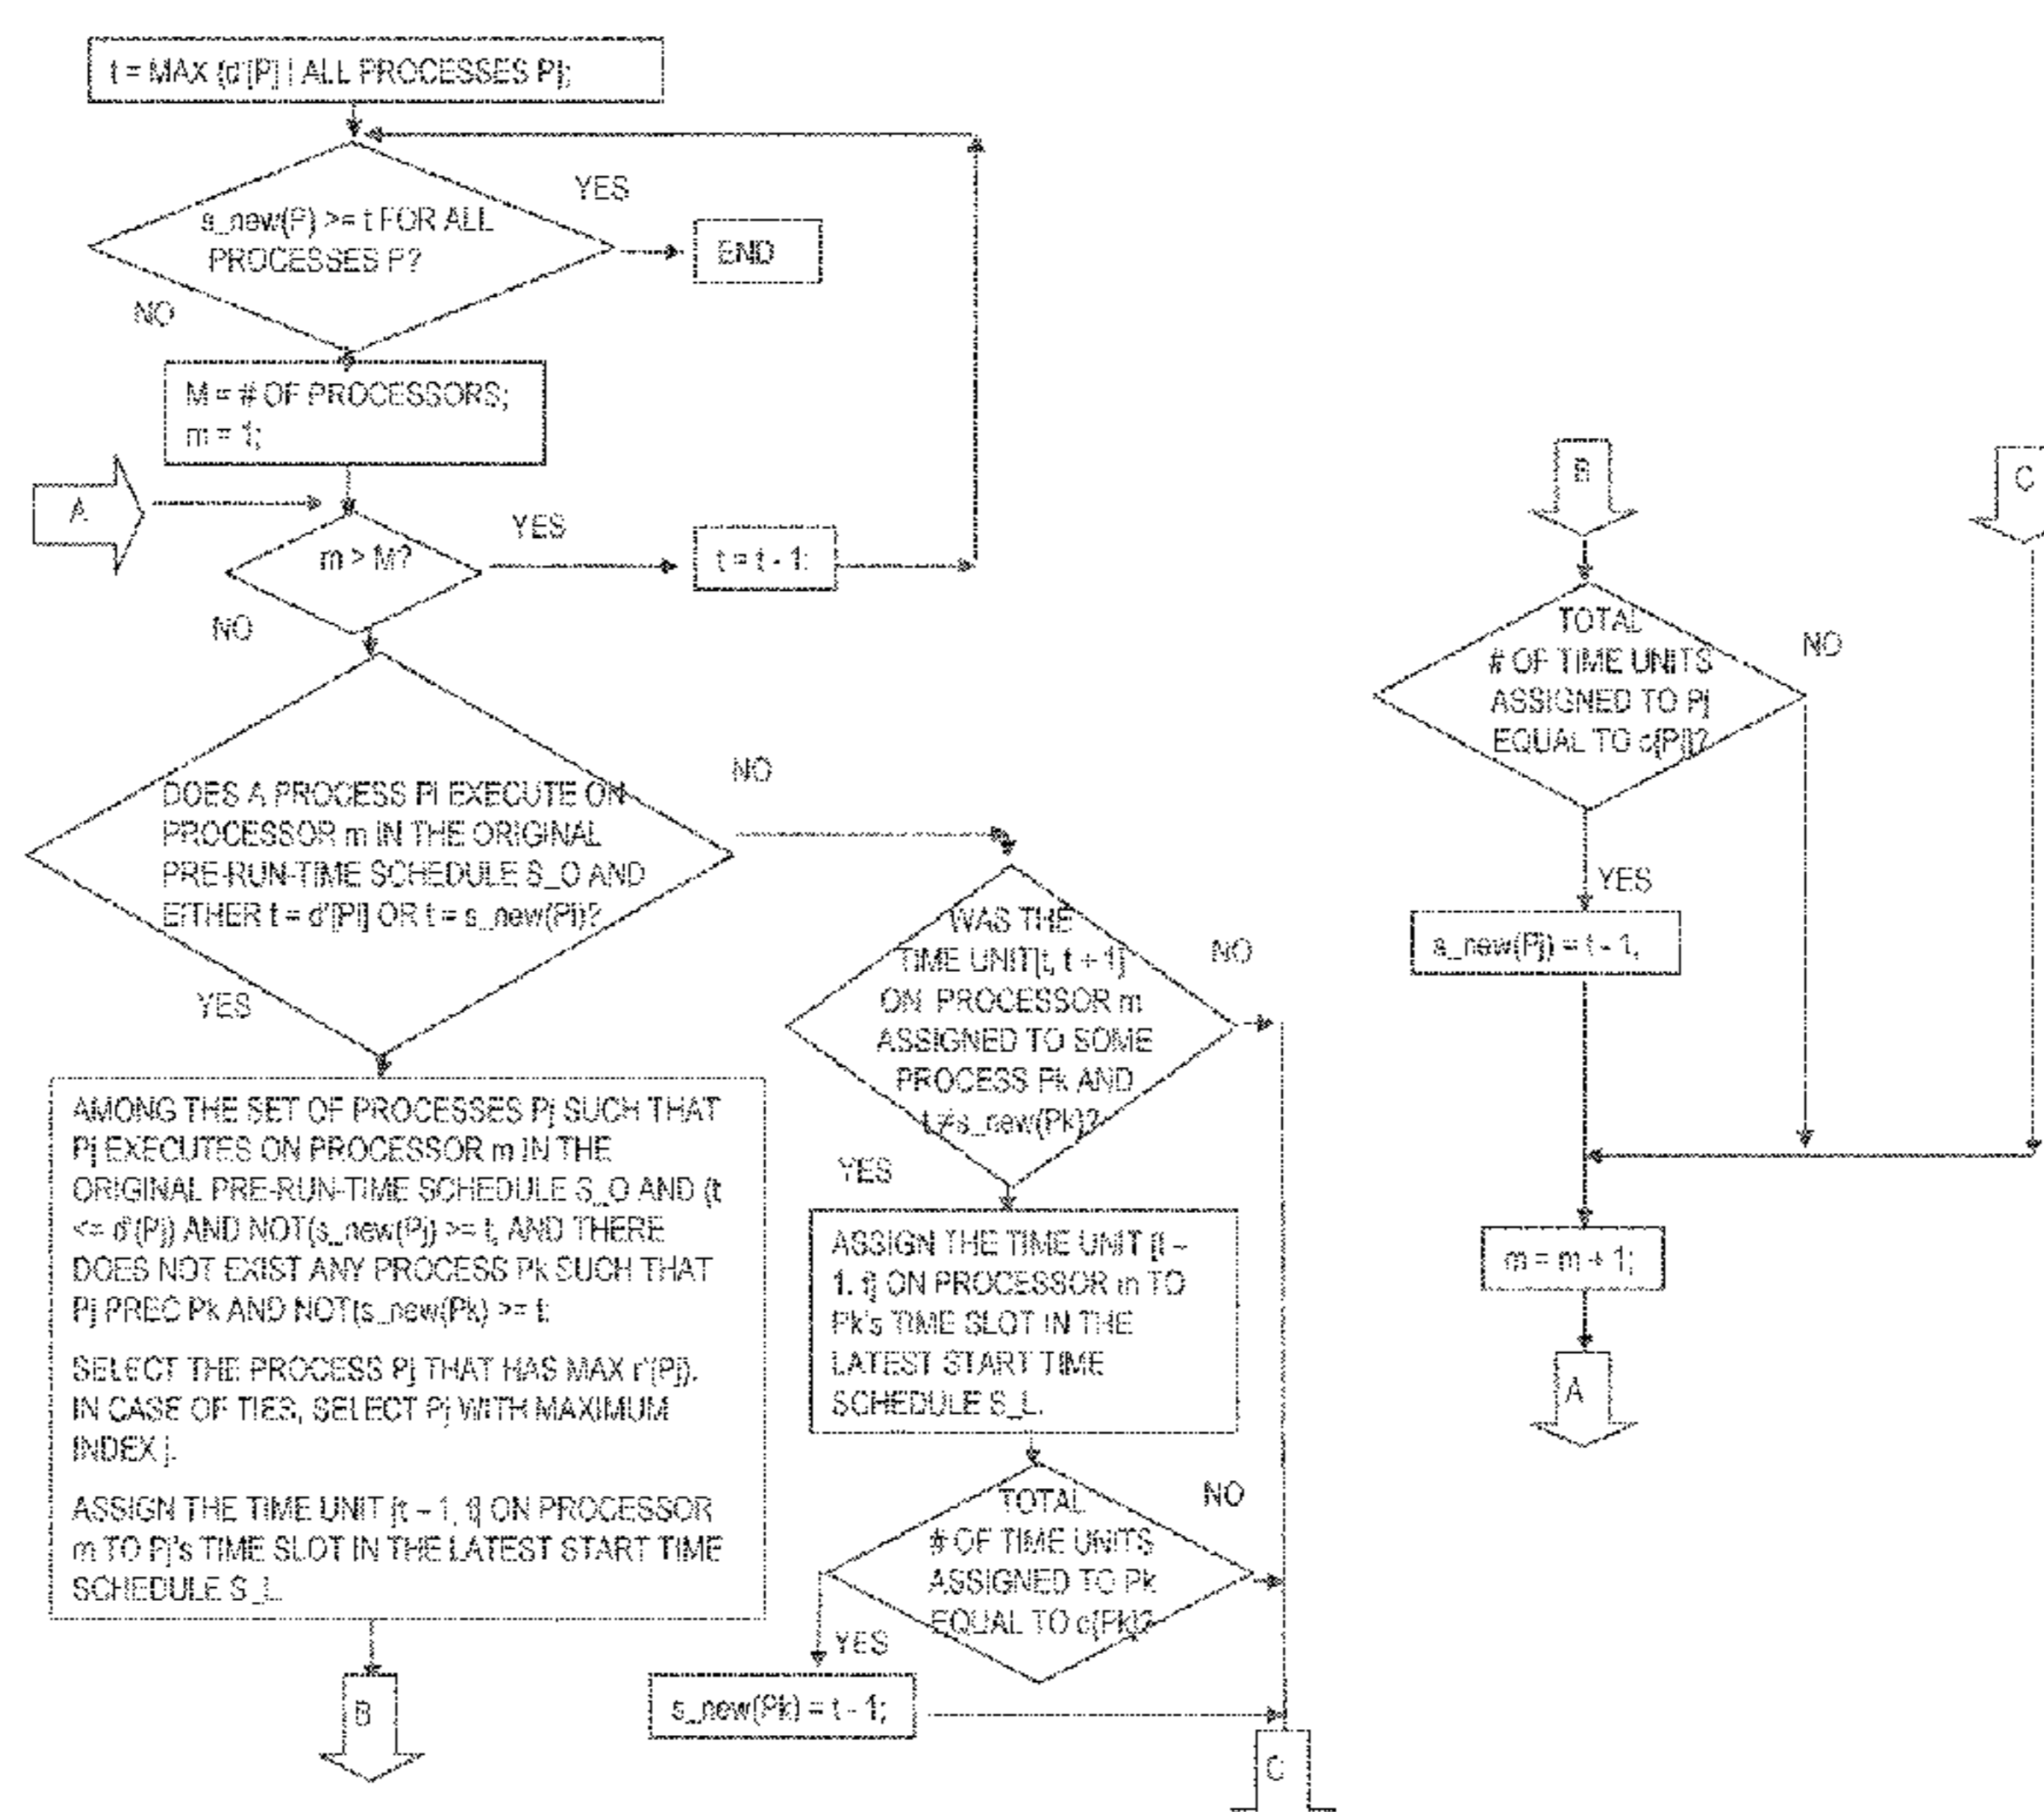 t = MAX {d'[P] | ALL PROCESSES P};
s_new(P) >= t FOR ALL
PROCESSES P?
YES
END
NO
M = # OF PROCESSORS;
m = 1;
A
m > M?
YES
t = t - 1;
NO
DOES A PROCESS Pi EXECUTE ON
PROCESSOR m IN THE ORIGINAL
PRE-RUN-TIME SCHEDULE S_O AND
EITHER t = d'[Pi] OR t = s_new(Pi)?
NO
YES
AMONG THE SET OF PROCESSES Pj SUCH THAT
Pj EXECUTES ON PROCESSOR m IN THE
ORIGINAL PRE-RUN-TIME SCHEDULE S_O AND (t
<= d'(Pj) AND NOT(s_new(Pj) >= t, AND THERE
DOES NOT EXIST ANY PROCESS Pk SUCH THAT
Pj PREC Pk AND NOT(s_new(Pk) >= t:
SELECT THE PROCESS Pj THAT HAS MAX r'(Pj).
IN CASE OF TIES, SELECT Pj WITH MAXIMUM
INDEX j.
ASSIGN THE TIME UNIT [t – 1, t] ON PROCESSOR
m TO Pj's TIME SLOT IN THE LATEST START TIME
SCHEDULE S_L.
B
WAS THE
TIME UNIT[t, t + 1]
ON PROCESSOR m
ASSIGNED TO SOME
PROCESS Pk AND
t ≠s_new(Pk)?
NO
YES
ASSIGN THE TIME UNIT [t –
1, t] ON PROCESSOR m TO
Pk's TIME SLOT IN THE
LATEST START TIME
SCHEDULE S_L.
TOTAL
# OF TIME UNITS
ASSIGNED TO Pk
EQUAL TO c[Pk]?
NO
YES
s_new(Pk) = t - 1;
C
B
C
TOTAL
# OF TIME UNITS
ASSIGNED TO Pj
EQUAL TO c[Pj]?
NO
YES
s_new(Pj) = t - 1;
m = m + 1;
A